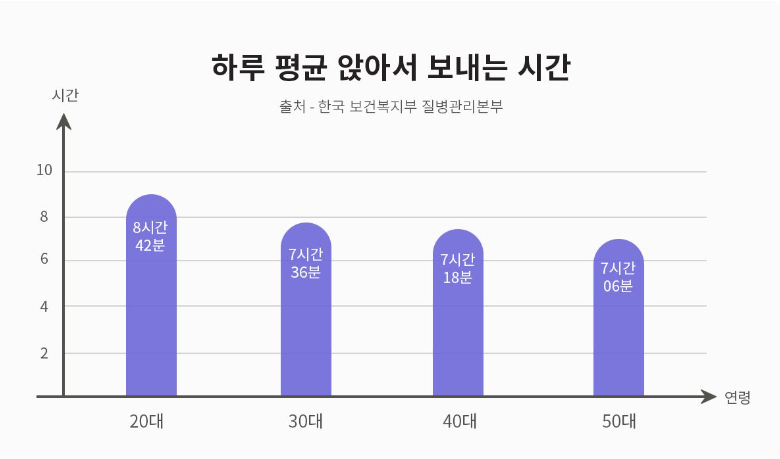 하루 평균 앉아서 보내는 시간
출처 - 한국 보건복지부 질병관리본부
시간
10
8
6
4
2
8시간
42분
7시간
36분
7시간
18분
7시간
06분
20대
30대
40대
50대
연령